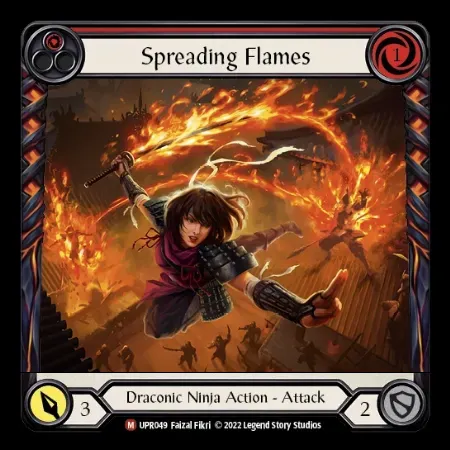 Spreading Flames
1
3
Draconic Ninja Action - Attack
2
M UPR049 Faizal Fikri © 2022 Legend Story Studios